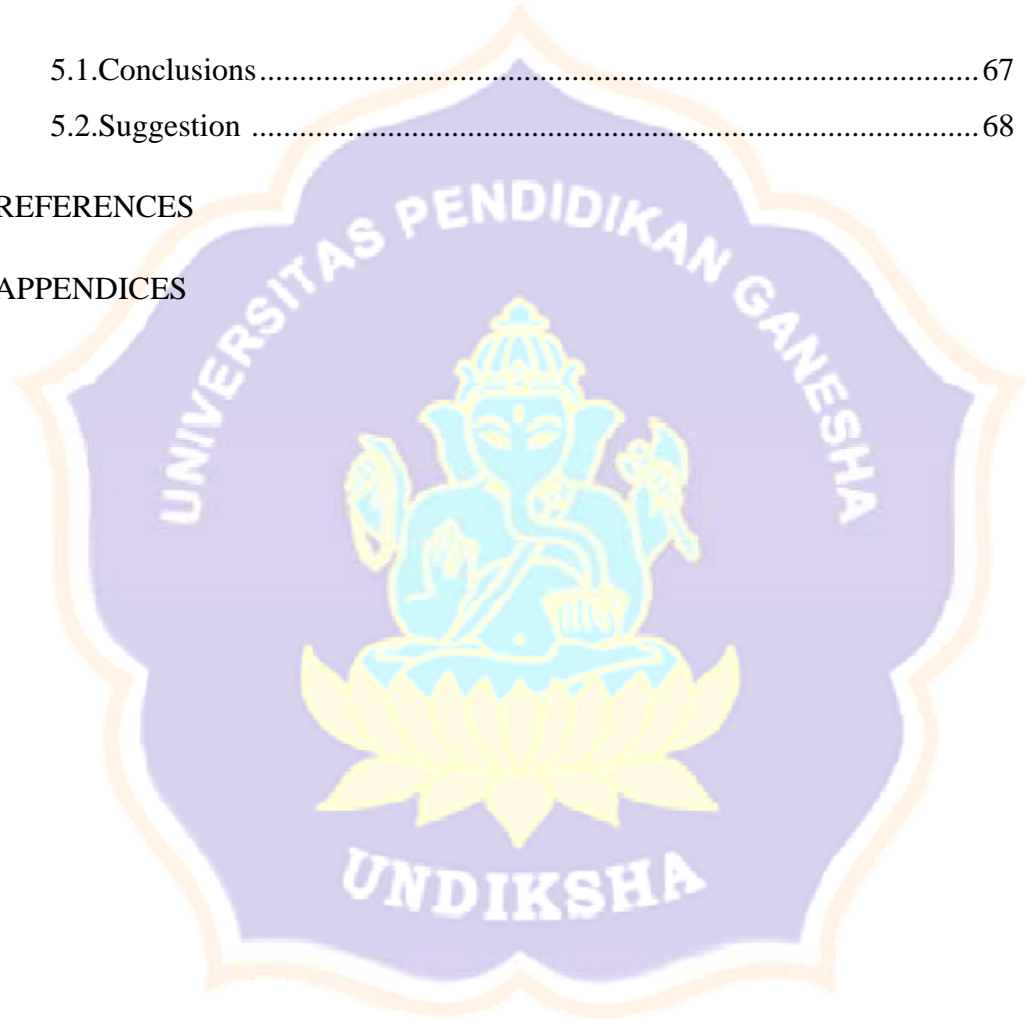 5.1.Conclusions.......................................................................................... 67
5.2.Suggestion ........................................................................................... 68
REFERENCES
APPENDICES
UNIVERSITAS PENDIDIKAN GANESHA
UNDIKSHA